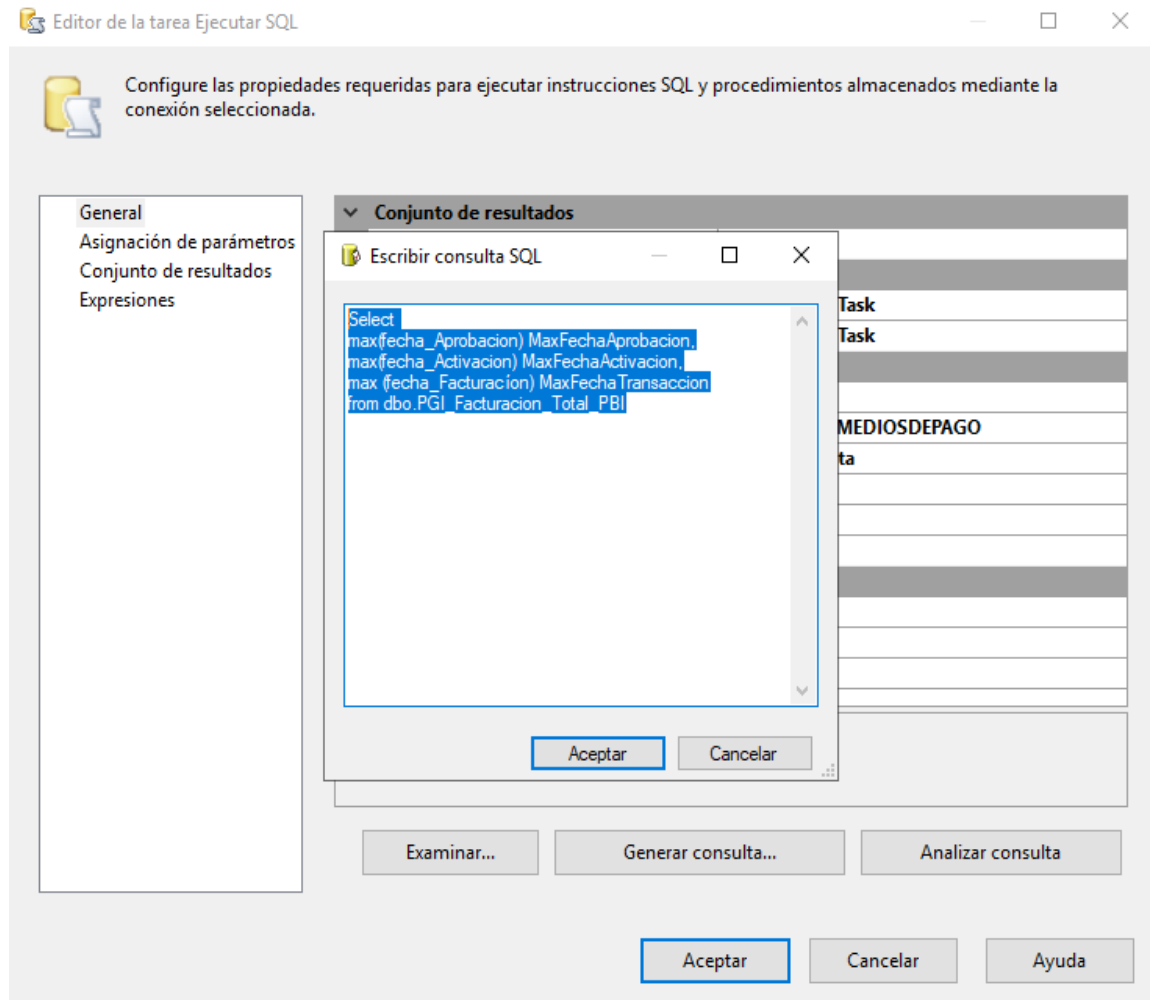 Editor de la tarea Ejecutar SQL
Configure las propiedades requeridas para ejecutar instrucciones SQL y procedimientos almacenados mediante la
conexión seleccionada.
General
Asignación de parámetros
Conjunto de resultados
Expresiones
Conjunto de resultados
Escribir consulta SQL
Select
max(fecha_Aprobacion) MaxFechaAprobacion,
max(fecha_Activacion) MaxFechaActivacion,
max (fecha_Facturacion) MaxFechaTransaccion
from dbo.PGI_Facturacion_Total_PBI
Task
Task
MEDIOSDEPAGO
ta
Aceptar
Cancelar
Examinar...
Generar consulta...
Analizar consulta
Aceptar
Cancelar
Ayuda